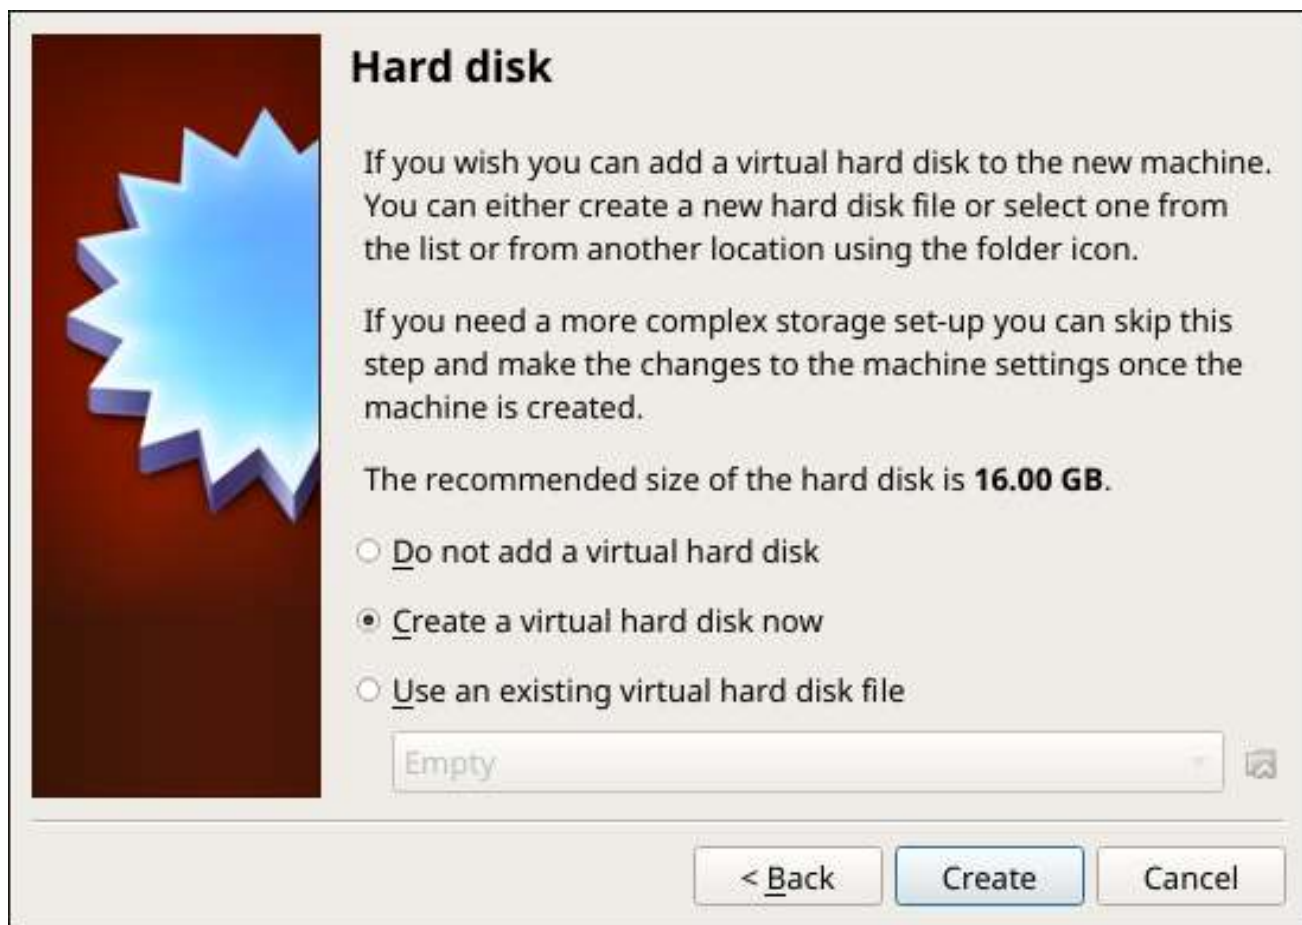 Hard disk
If you wish you can add a virtual hard disk to the new machine.
You can either create a new hard disk file or select one from
the list or from another location using the folder icon.
If you need a more complex storage set-up you can skip this
step and make the changes to the machine settings once the
machine is created.
The recommended size of the hard disk is 16.00 GB.
Do not add a virtual hard disk
Create a virtual hard disk now
Use an existing virtual hard disk file
Empty
< Back Create Cancel